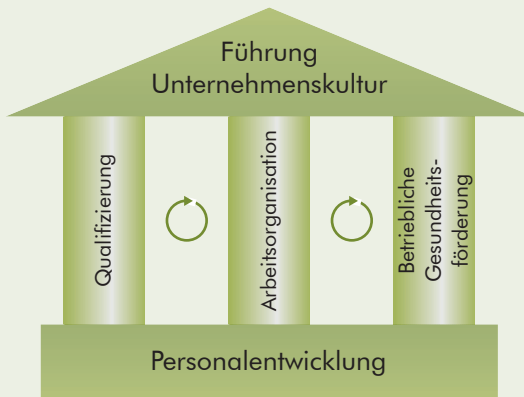 Führung
Unternehmenskultur
Qualifizierung
Arbeitsorganisation
Betriebliche
Gesundheits-
förderung
Personalentwicklung